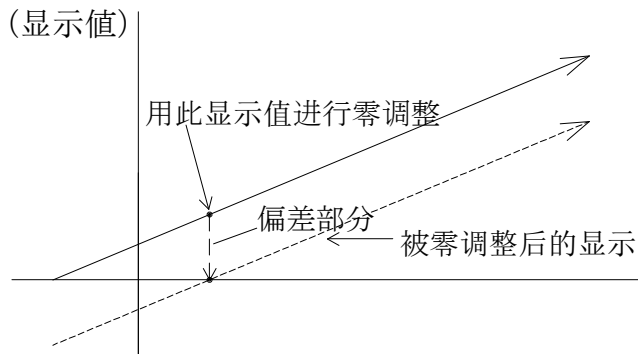 (显示值)
用此显示值进行零调整
偏差部分
被零调整后的显示